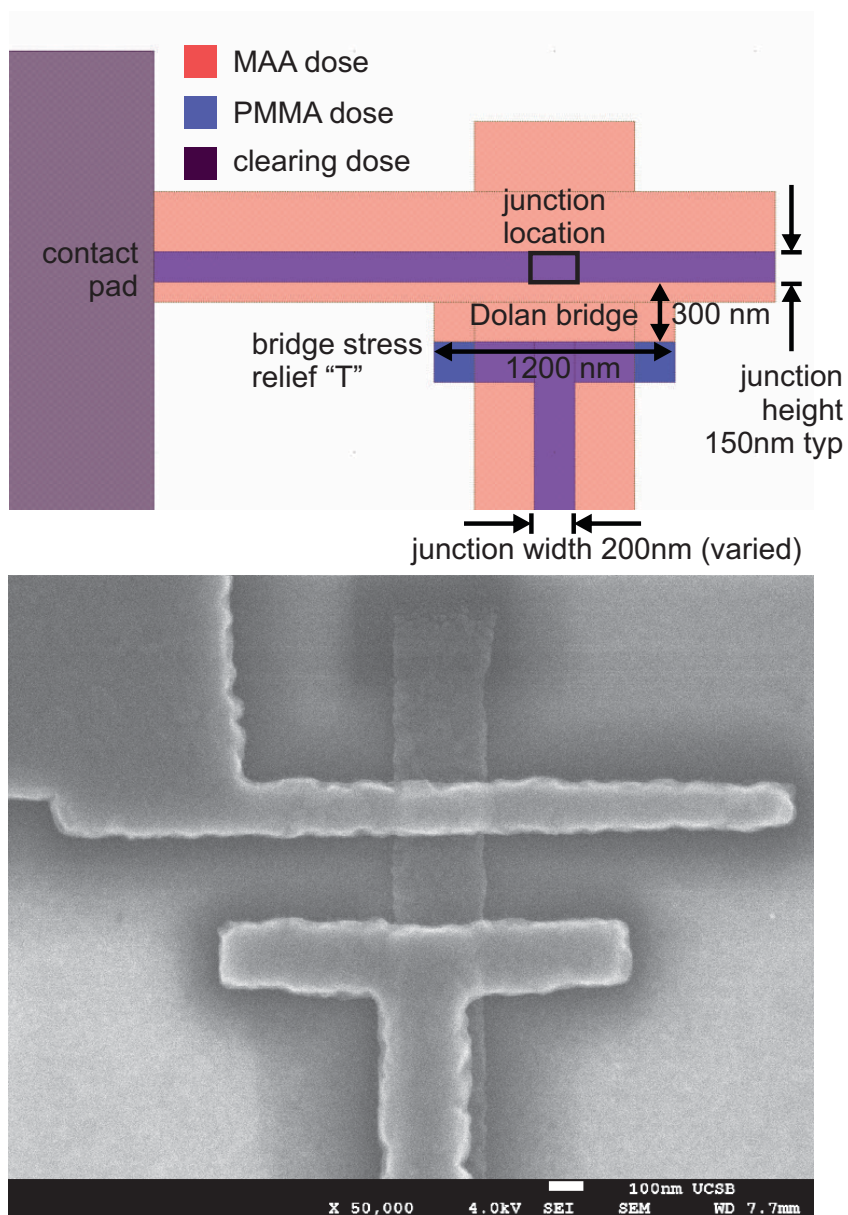 MAA dose
PMMA dose
clearing dose
junction
location
contact
pad
Dolan bridge
300 nm
bridge stress
relief “T”
1200 nm
junction
height
150nm typ
junction width 200nm (varied)
100nm UCSB
X 50,000 4.0kV SEI SEM WD 7.7mm